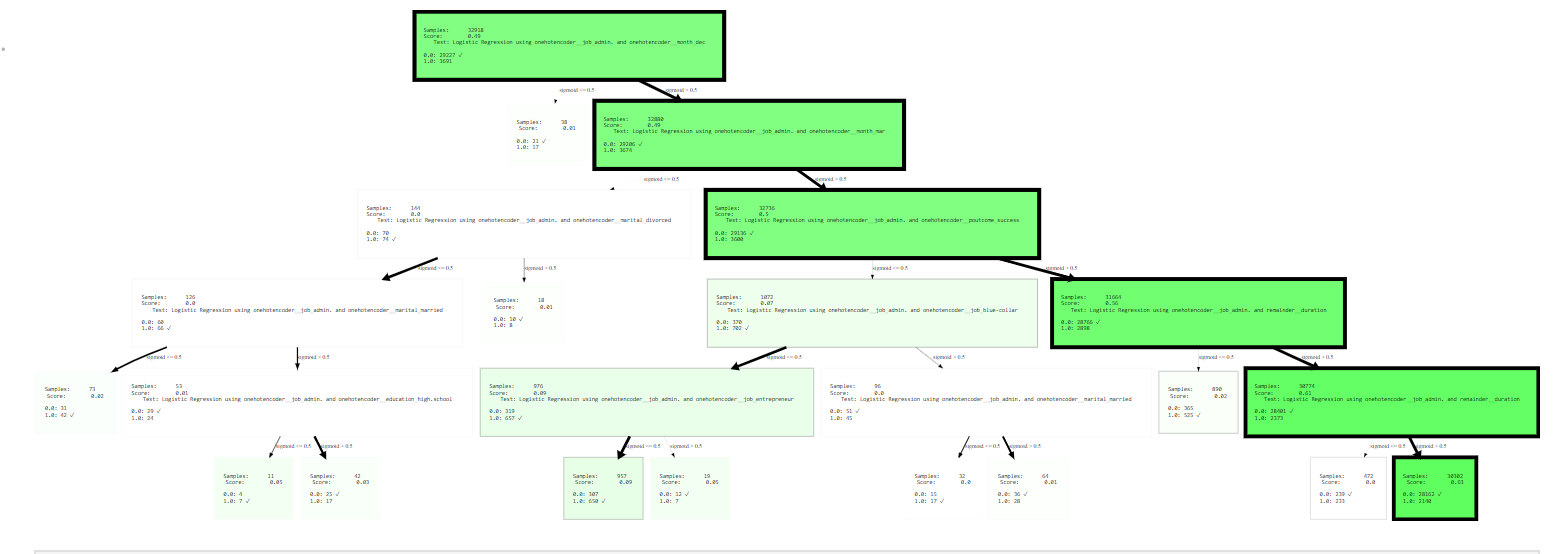 Samples: 32918
Score: 0.49
Test: Logistic Regression using onehotencoder__job_admin. and onehotencoder__month_dec
0.0: 29227 ✓
1.0: 3691
sigmoid <= 0.5
sigmoid > 0.5
Samples: 38
Score: 0.01
0.0: 21 ✓
1.0: 17
Samples: 32880
Score: 0.49
Test: Logistic Regression using onehotencoder__job_admin. and onehotencoder__month_mar
0.0: 29206 ✓
1.0: 3674
sigmoid <= 0.5
sigmoid > 0.5
Samples: 144
Score: 0.0
Test: Logistic Regression using onehotencoder__job_admin. and onehotencoder__marital_divorced
0.0: 70
1.0: 74 ✓
Samples: 32736
Score: 0.5
Test: Logistic Regression using onehotencoder__job_admin. and onehotencoder__poutcome_success
0.0: 29136 ✓
1.0: 3600
sigmoid <= 0.5
sigmoid > 0.5
sigmoid <= 0.5
sigmoid > 0.5
Samples: 126
Score: 0.0
Test: Logistic Regression using onehotencoder__job_admin. and onehotencoder__marital_married
0.0: 60
1.0: 66 ✓
Samples: 18
Score: 0.01
0.0: 10 ✓
1.0: 8
Samples: 1072
Score: 0.07
Test: Logistic Regression using onehotencoder__job_admin. and onehotencoder__job_blue-collar
0.0: 370
1.0: 702 ✓
Samples: 31664
Score: 0.56
Test: Logistic Regression using onehotencoder__job_admin. and remainder__duration
0.0: 28766 ✓
1.0: 2898
sigmoid <= 0.5
sigmoid > 0.5
sigmoid <= 0.5
sigmoid > 0.5
sigmoid <= 0.5
sigmoid > 0.5
Samples: 73
Score: 0.02
0.0: 31
1.0: 42 ✓
Samples: 53
Score: 0.01
Test: Logistic Regression using onehotencoder__job_admin. and onehotencoder__education_high.school
0.0: 29 ✓
1.0: 24
Samples: 976
Score: 0.09
Test: Logistic Regression using onehotencoder__job_admin. and onehotencoder__job_entrepreneur
0.0: 319
1.0: 657 ✓
Samples: 96
Score: 0.0
Test: Logistic Regression using onehotencoder__job_admin. and onehotencoder__marital_married
0.0: 51 ✓
1.0: 45
Samples: 890
Score: 0.02
0.0: 365
1.0: 525 ✓
Samples: 30774
Score: 0.61
Test: Logistic Regression using onehotencoder__job_admin. and remainder__duration
0.0: 28401 ✓
1.0: 2373
sigmoid <= 0.5
sigmoid > 0.5
sigmoid <= 0.5
sigmoid > 0.5
sigmoid <= 0.5
sigmoid > 0.5
sigmoid <= 0.5
sigmoid > 0.5
Samples: 11
Score: 0.05
0.0: 4
1.0: 7 ✓
Samples: 42
Score: 0.03
0.0: 25 ✓
1.0: 17
Samples: 957
Score: 0.09
0.0: 307
1.0: 650 ✓
Samples: 19
Score: 0.05
0.0: 12 ✓
1.0: 7
Samples: 32
Score: 0.0
0.0: 15
1.0: 17 ✓
Samples: 64
Score: 0.01
0.0: 36 ✓
1.0: 28
Samples: 472
Score: 0.0
0.0: 239 ✓
1.0: 233
Samples: 30302
Score: 0.63
0.0: 28162 ✓
1.0: 2140